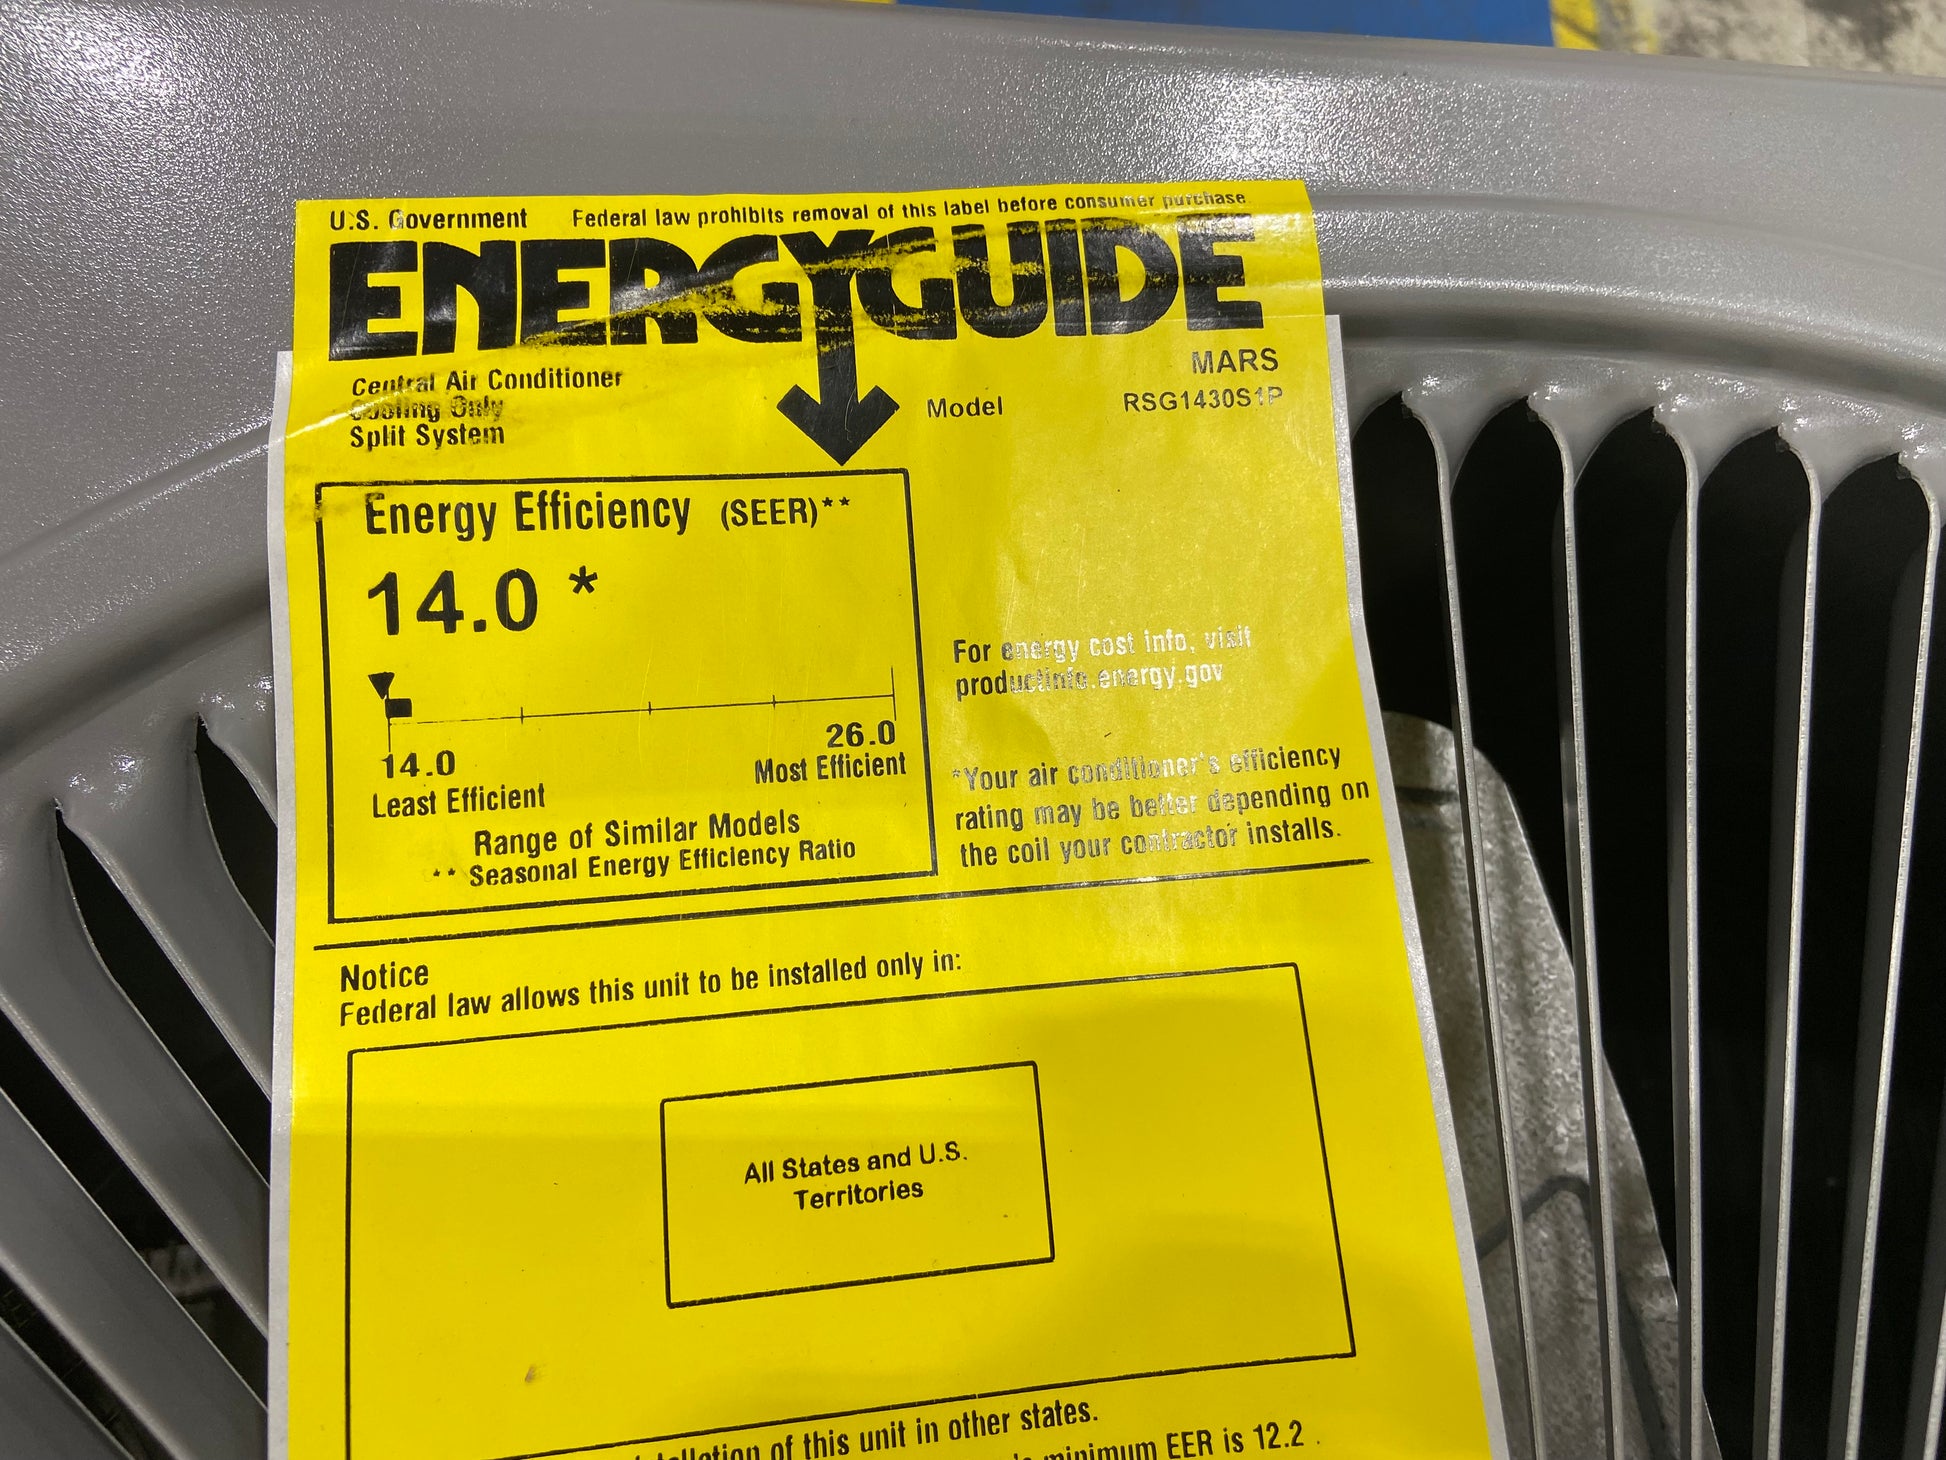 U.S. Government Federal law prohibits removal of this label before consumer purchase.
ENERGYGUIDE
Central Air Conditioner
Cooling Only
Split System
MARS
Model RSG1430S1P
Energy Efficiency (SEER)**
14.0 *
14.0
Least Efficient
26.0
Most Efficient
Range of Similar Models
** Seasonal Energy Efficiency Ratio
For energy cost info, visit
productinfo.energy.gov
*Your air conditioner's efficiency
rating may be better depending on
the coil your contractor installs.
Notice
Federal law allows this unit to be installed only in:
All States and U.S.
Territories
of this unit in other states.
minimum EER is 12.2 .